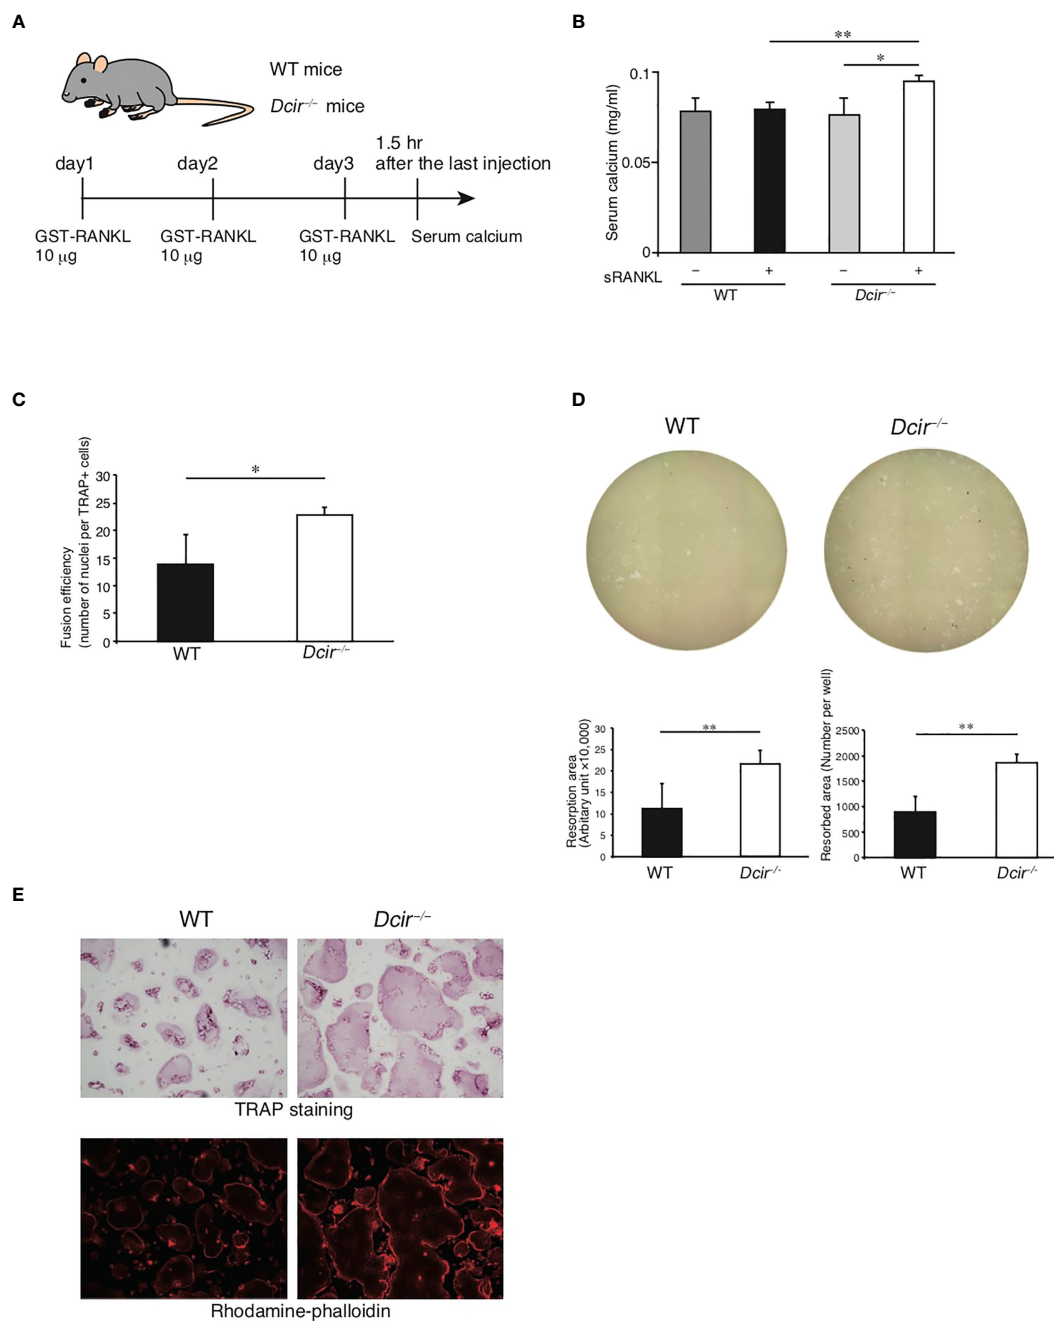 A
WT mice
Dcir⁻/⁻ mice
1.5 hr
after the last injection
day1
day2
day3
GST-RANKL
10 μg
GST-RANKL
10 μg
GST-RANKL
10 μg
Serum calcium
B
**
*
Serum calcium (mg/ml)
0.1
0.05
0
sRANKL
−
+
−
+
WT
Dcir⁻/⁻
C
Fusion efficiency
(number of nuclei per TRAP+ cells)
30
25
20
15
10
5
0
*
WT
Dcir⁻/⁻
D
WT
Dcir⁻/⁻
Resorption area
(Arbitary unit ×10,000)
30
25
20
15
10
5
0
**
WT
Dcir⁻/⁻
Resorbed area (Number per well)
2500
2000
1500
1000
500
0
**
WT
Dcir⁻/⁻
E
WT
Dcir⁻/⁻
TRAP staining
Rhodamine-phalloidin